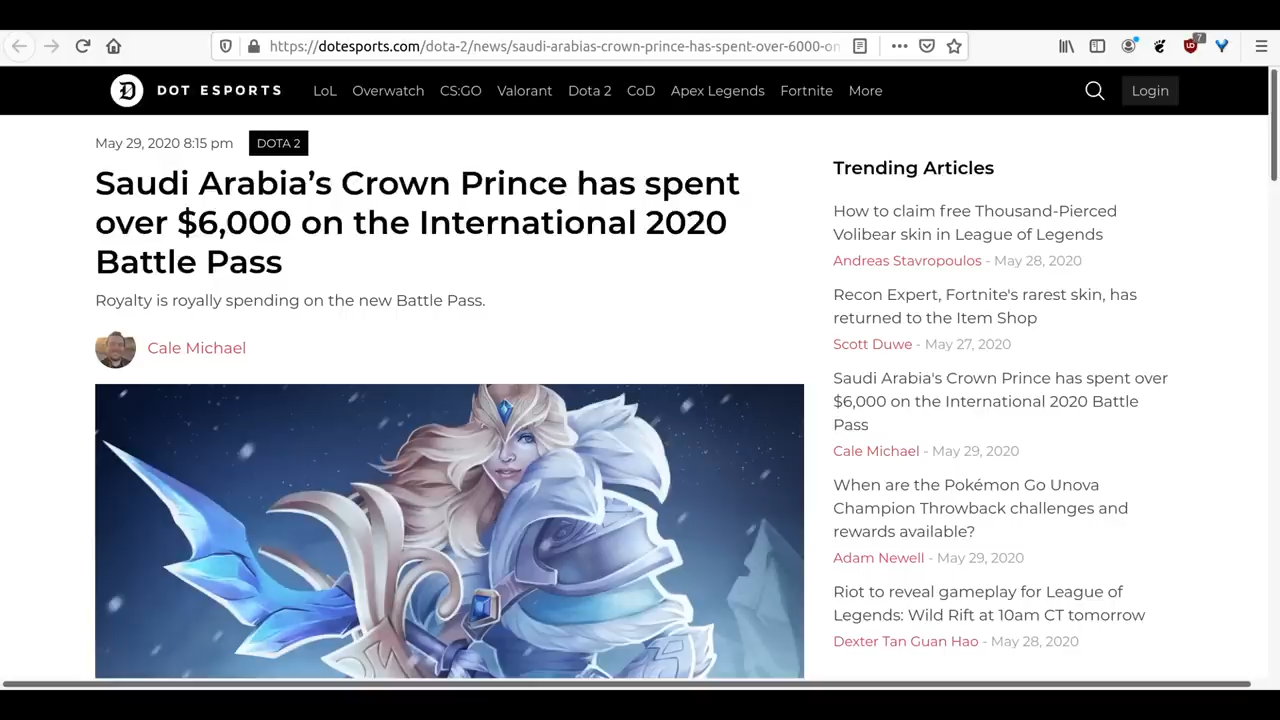 https://dotesports.com/dota-2/news/saudi-arabias-crown-prince-has-spent-over-6000-on
7
DOT ESPORTS
LoL Overwatch CS:GO Valorant Dota 2 CoD Apex Legends Fortnite More
Login
May 29, 2020 8:15 pm
DOTA 2
Saudi Arabia’s Crown Prince has spent
over $6,000 on the International 2020
Battle Pass
Royalty is royally spending on the new Battle Pass.
Cale Michael
Trending Articles
How to claim free Thousand-Pierced
Volibear skin in League of Legends
Andreas Stavropoulos - May 28, 2020
Recon Expert, Fortnite's rarest skin, has
returned to the Item Shop
Scott Duwe - May 27, 2020
Saudi Arabia's Crown Prince has spent over
$6,000 on the International 2020 Battle
Pass
Cale Michael - May 29, 2020
When are the Pokémon Go Unova
Champion Throwback challenges and
rewards available?
Adam Newell - May 29, 2020
Riot to reveal gameplay for League of
Legends: Wild Rift at 10am CT tomorrow
Dexter Tan Guan Hao - May 28, 2020